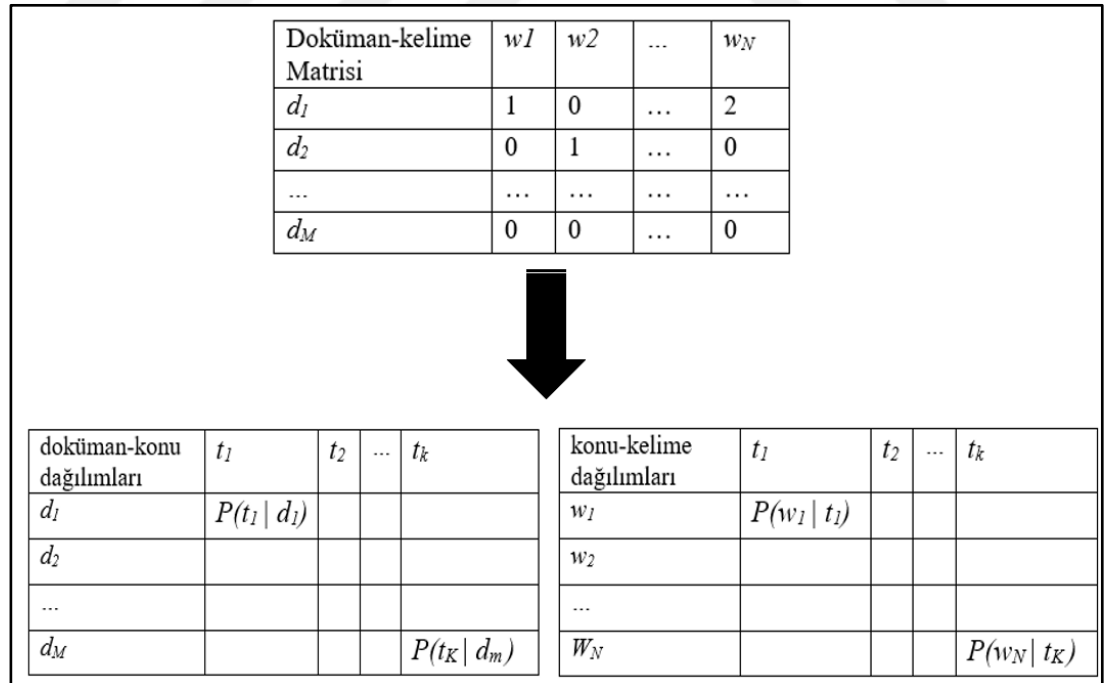 Doküman-kelime Matrisi w1 w2 ... wN
d1 1 0 ... 2
d2 0 1 ... 0
... ... ... ... ...
dM 0 0 ... 0
doküman-konu dağılımları t1 t2 ... tk
d1 P(t1 | d1)
d2
...
dM P(tK | dm)
konu-kelime dağılımları t1 t2 ... tk
w1 P(w1 | t1)
w2
...
WN P(wN | tK)